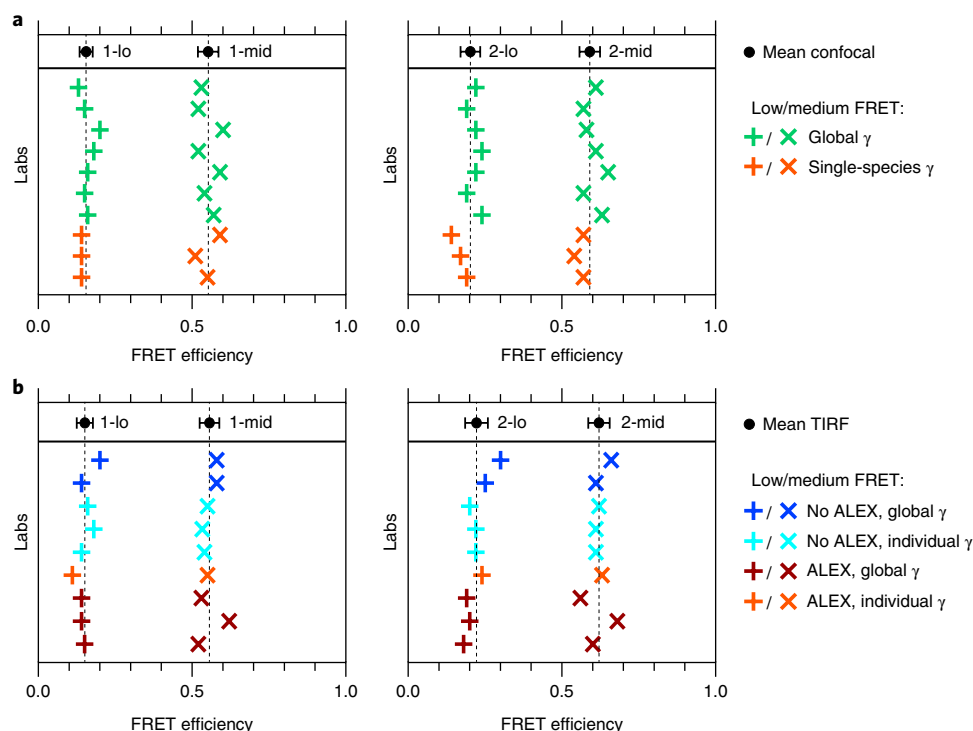 a
1-lo 1-mid
2-lo 2-mid
Mean confocal
Low/medium FRET:
/ Global γ
/ Single-species γ
Labs
0.0 0.5 1.0
FRET efficiency
0.0 0.5 1.0
FRET efficiency
b
1-lo 1-mid
2-lo 2-mid
Mean TIRF
Low/medium FRET:
/ No ALEX, global γ
/ No ALEX, individual γ
/ ALEX, global γ
/ ALEX, individual γ
Labs
Labs
Labs
0.0 0.5 1.0
FRET efficiency
0.0 0.5 1.0
FRET efficiency